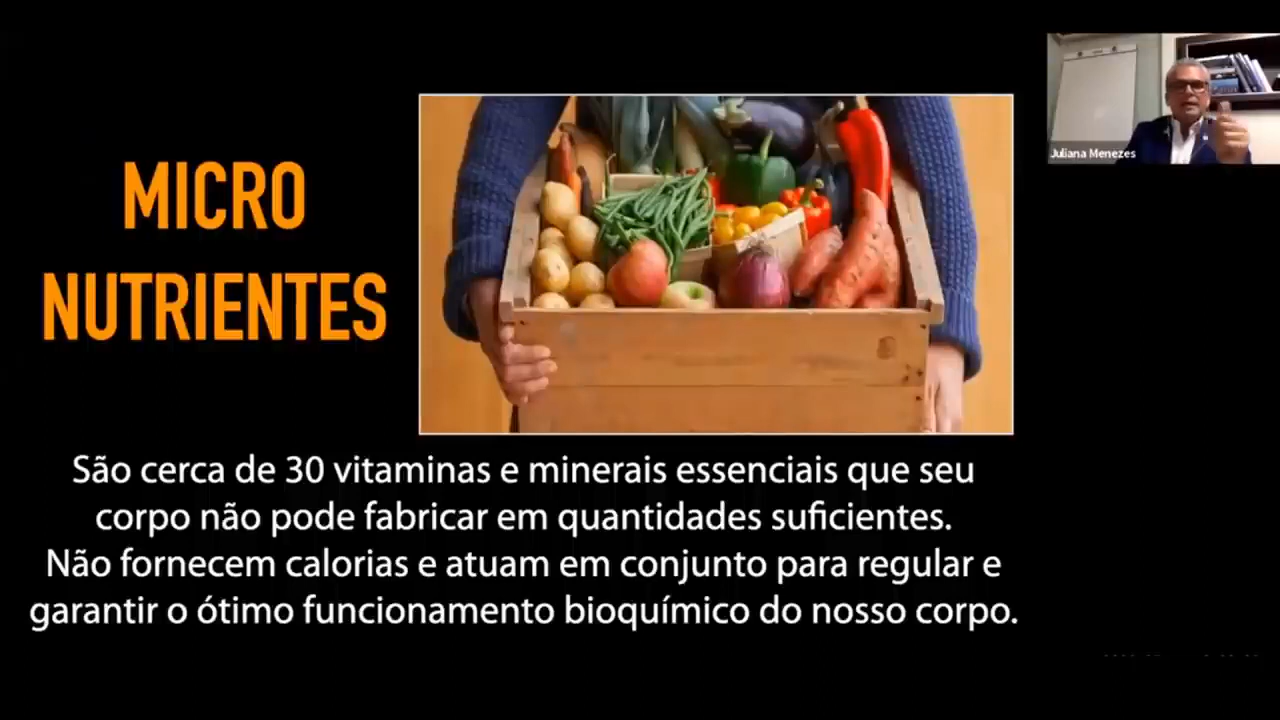 MICRO
NUTRIENTES
Juliana Menezes
São cerca de 30 vitaminas e minerais essenciais que seu
corpo não pode fabricar em quantidades suficientes.
Não fornecem calorias e atuam em conjunto para regular e
garantir o ótimo funcionamento bioquímico do nosso corpo.